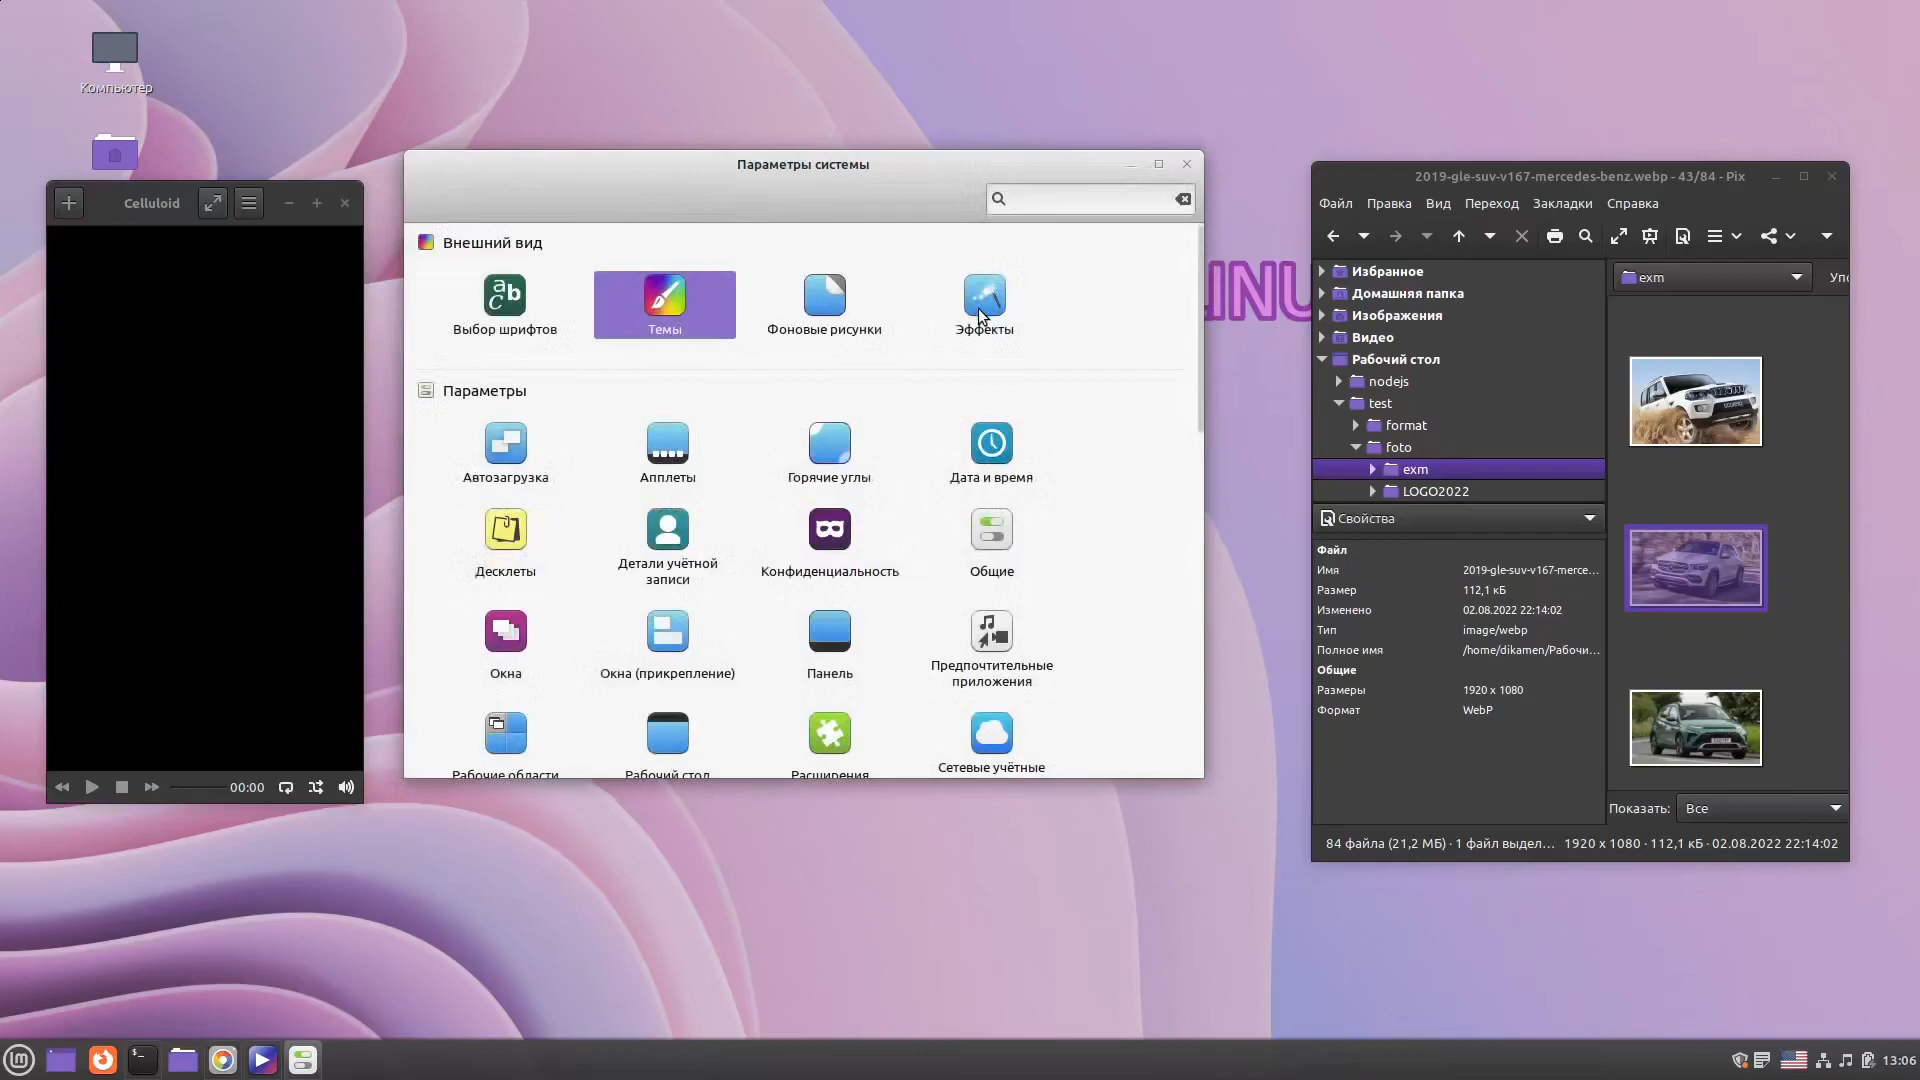 Компьютер
Celluloid
00:00
Параметры системы
Внешний вид
Выбор шрифтов
Темы
Фоновые рисунки
Эффекты
Параметры
Автозагрузка
Апплеты
Горячие углы
Дата и время
Десклеты
Детали учётной
записи
Конфиденциальность
Общие
Окна
Окна (прикрепление)
Панель
Предпочтительные
приложения
Рабочие области
Рабочий стол
Расширения
Сетевые учётные
LINU
2019-gle-suv-v167-mercedes-benz.webp - 43/84 - Pix
Файл Правка Вид Переход Закладки Справка
Избранное
Домашняя папка
Изображения
Видео
Рабочий стол
nodejs
test
format
foto
exm
LOGO2022
exm
Упо
Свойства
Файл
Имя 2019-gle-suv-v167-merce...
Размер 112,1 кБ
Изменено 02.08.2022 22:14:02
Тип image/webp
Полное имя /home/dikamen/Рабочи...
Общие
Размеры 1920 x 1080
Формат WebP
Показать: Все
84 файла (21,2 МБ) · 1 файл выдел... 1920 x 1080 · 112,1 кБ · 02.08.2022 22:14:02
13:06